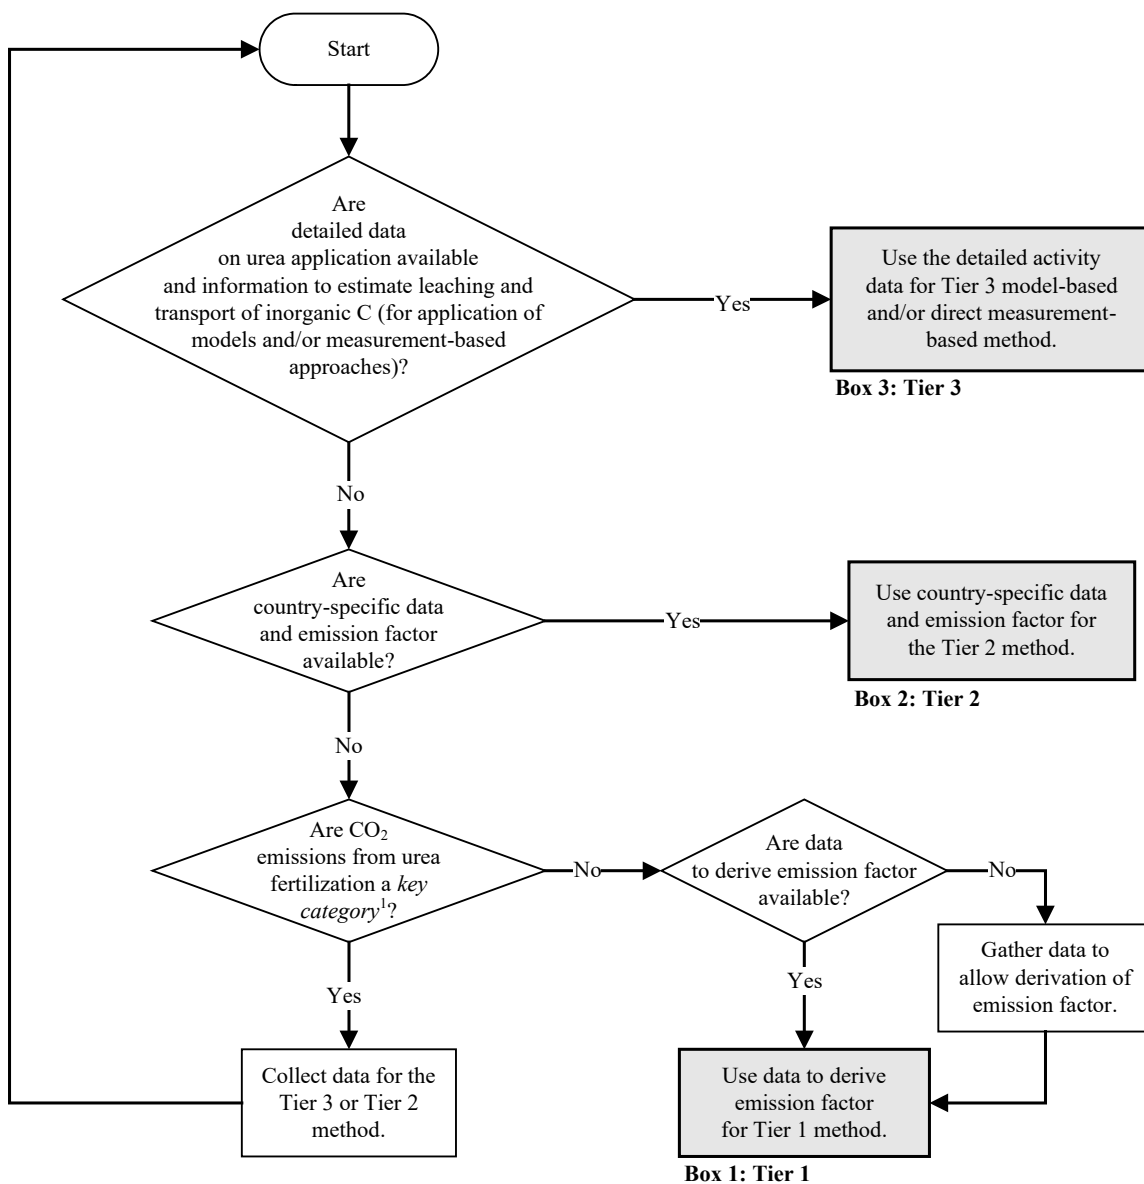 Start
Are
detailed data
on urea application available
and information to estimate leaching and
transport of inorganic C (for application of
models and/or measurement-based
approaches)?
Yes
Use the detailed activity
data for Tier 3 model-based
and/or direct measurement-
based method.
Box 3: Tier 3
No
Are
country-specific data
and emission factor
available?
Yes
Use country-specific data
and emission factor for
the Tier 2 method.
Box 2: Tier 2
No
Are CO₂
emissions from urea
fertilization a key
category¹?
No
Are data
to derive emission factor
available?
No
Gather data to
allow derivation of
emission factor.
Yes
Yes
Collect data for the
Tier 3 or Tier 2
method.
Use data to derive
emission factor
for Tier 1 method.
Box 1: Tier 1